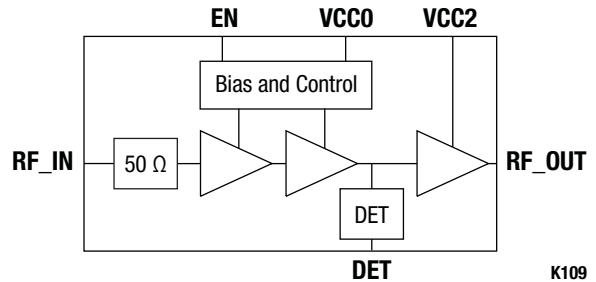 EN VCC0 VCC2
Bias and Control
RF_IN 50 Ω RF_OUT
DET
DET
K109